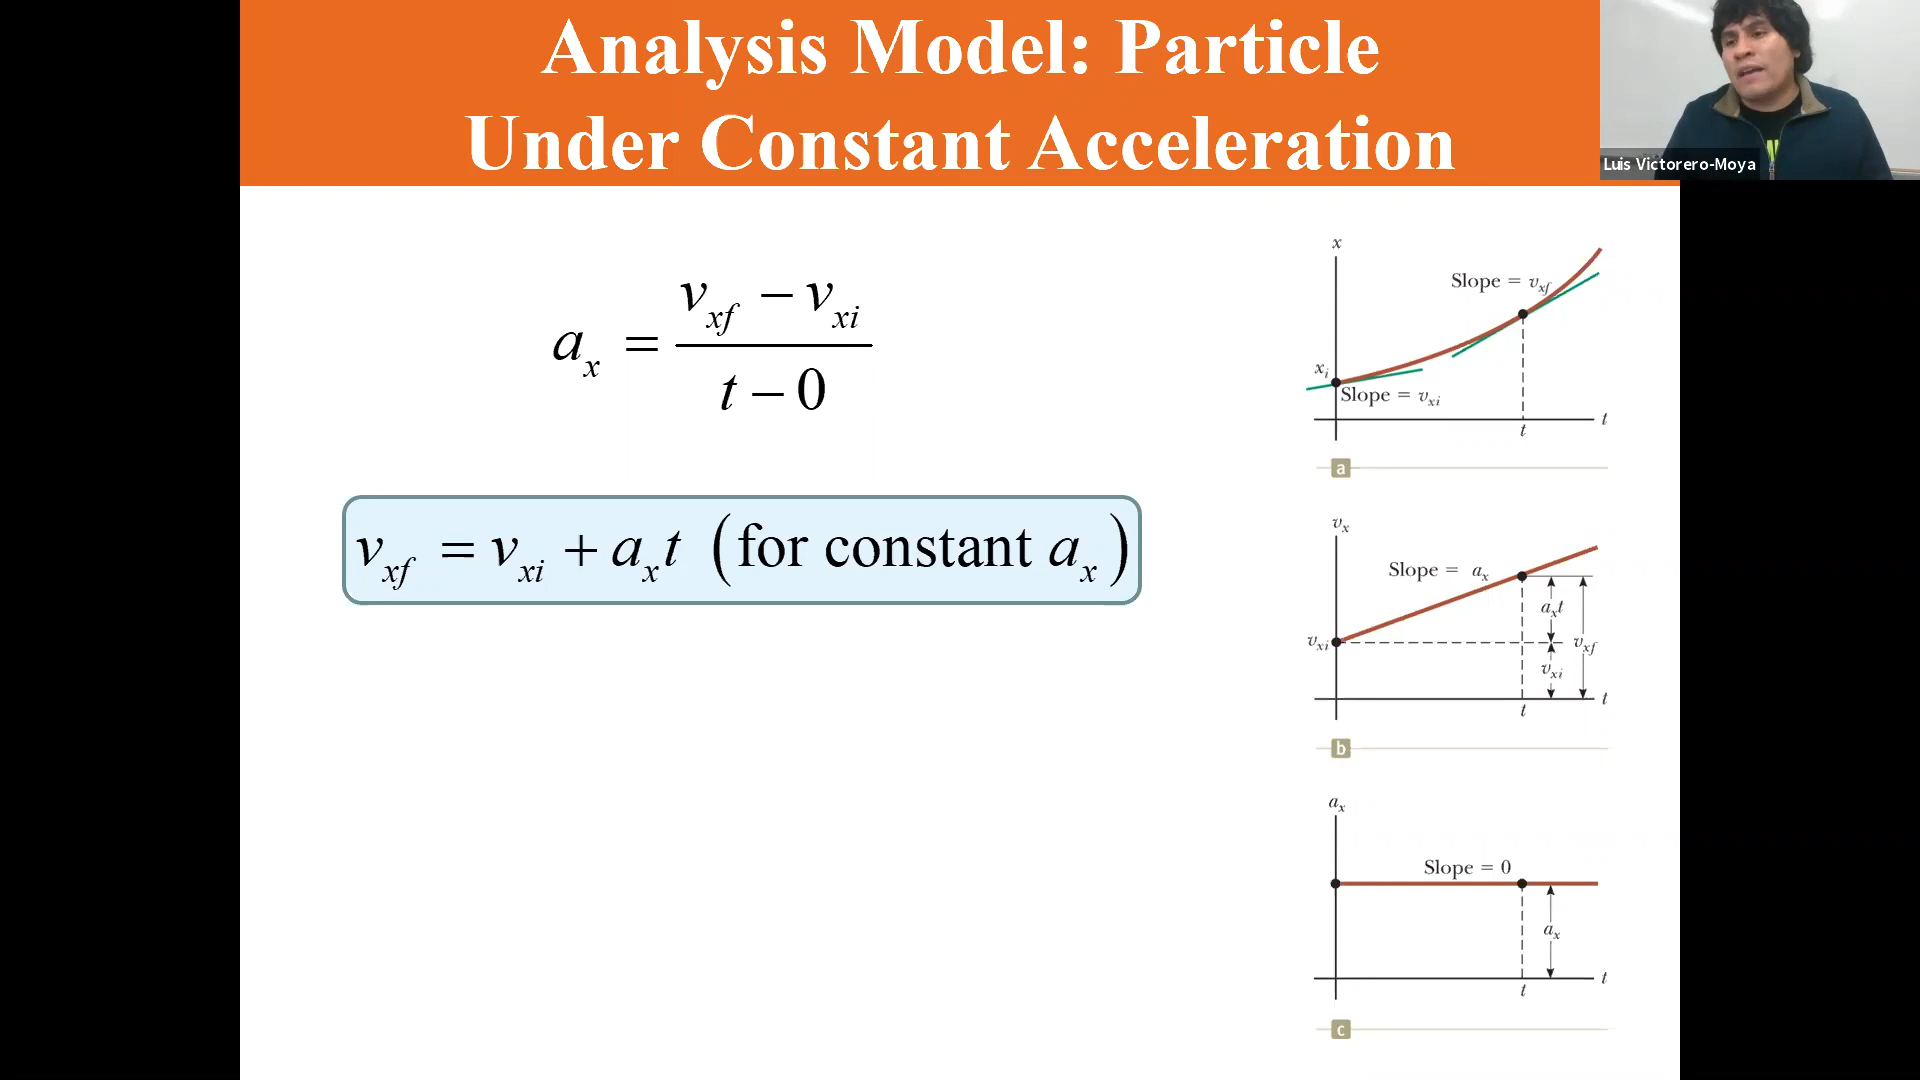 Analysis Model: Particle
Under Constant Acceleration
Luis Victorero-Moya
a_x = (v_xf − v_xi) / (t − 0)
v_xf = v_xi + a_x t (for constant a_x)
x
Slope = v_xf
x_i
Slope = v_xi
t
t
a
v_x
Slope = a_x
a_x t
v_xi
v_xf
v_xi
t
t
b
a_x
Slope = 0
a_x
t
t
c